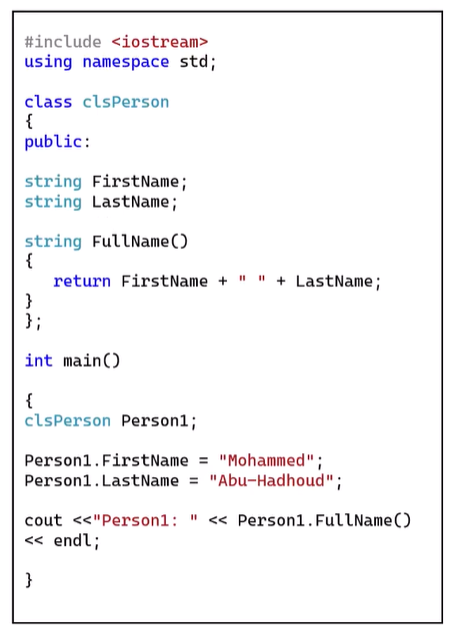 #include <iostream>
using namespace std;
class clsPerson
{
public:
string FirstName;
string LastName;
string FullName()
{
return FirstName + " " + LastName;
}
};
int main()
{
clsPerson Person1;
Person1.FirstName = "Mohammed";
Person1.LastName = "Abu-Hadhoud";
cout <<"Person1: " << Person1.FullName()
<< endl;
}